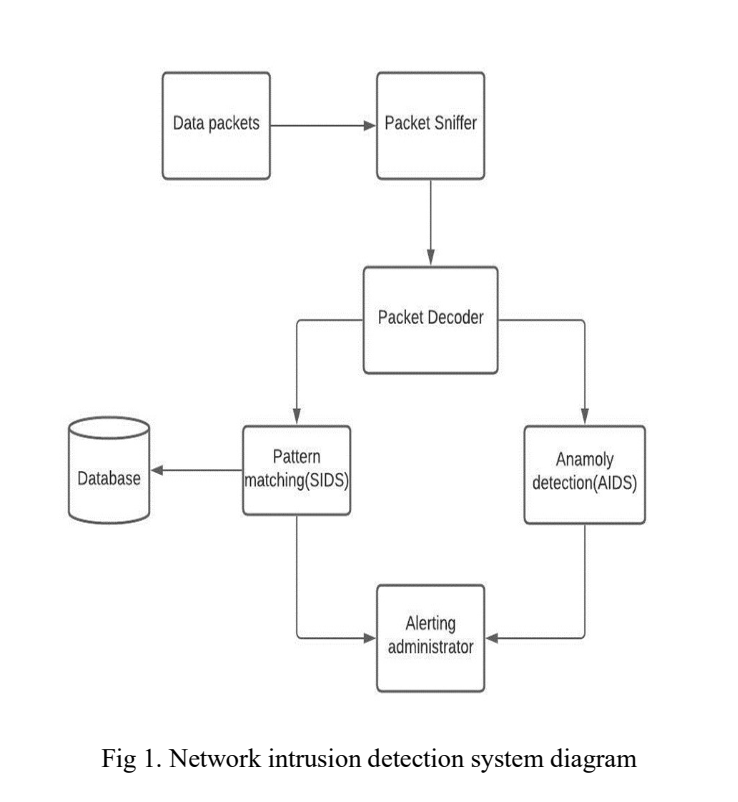 Data packets
Packet Sniffer
Packet Decoder
Pattern
matching(SIDS)
Database
Anamoly
detection(AIDS)
Alerting
administrator
Fig 1. Network intrusion detection system diagram